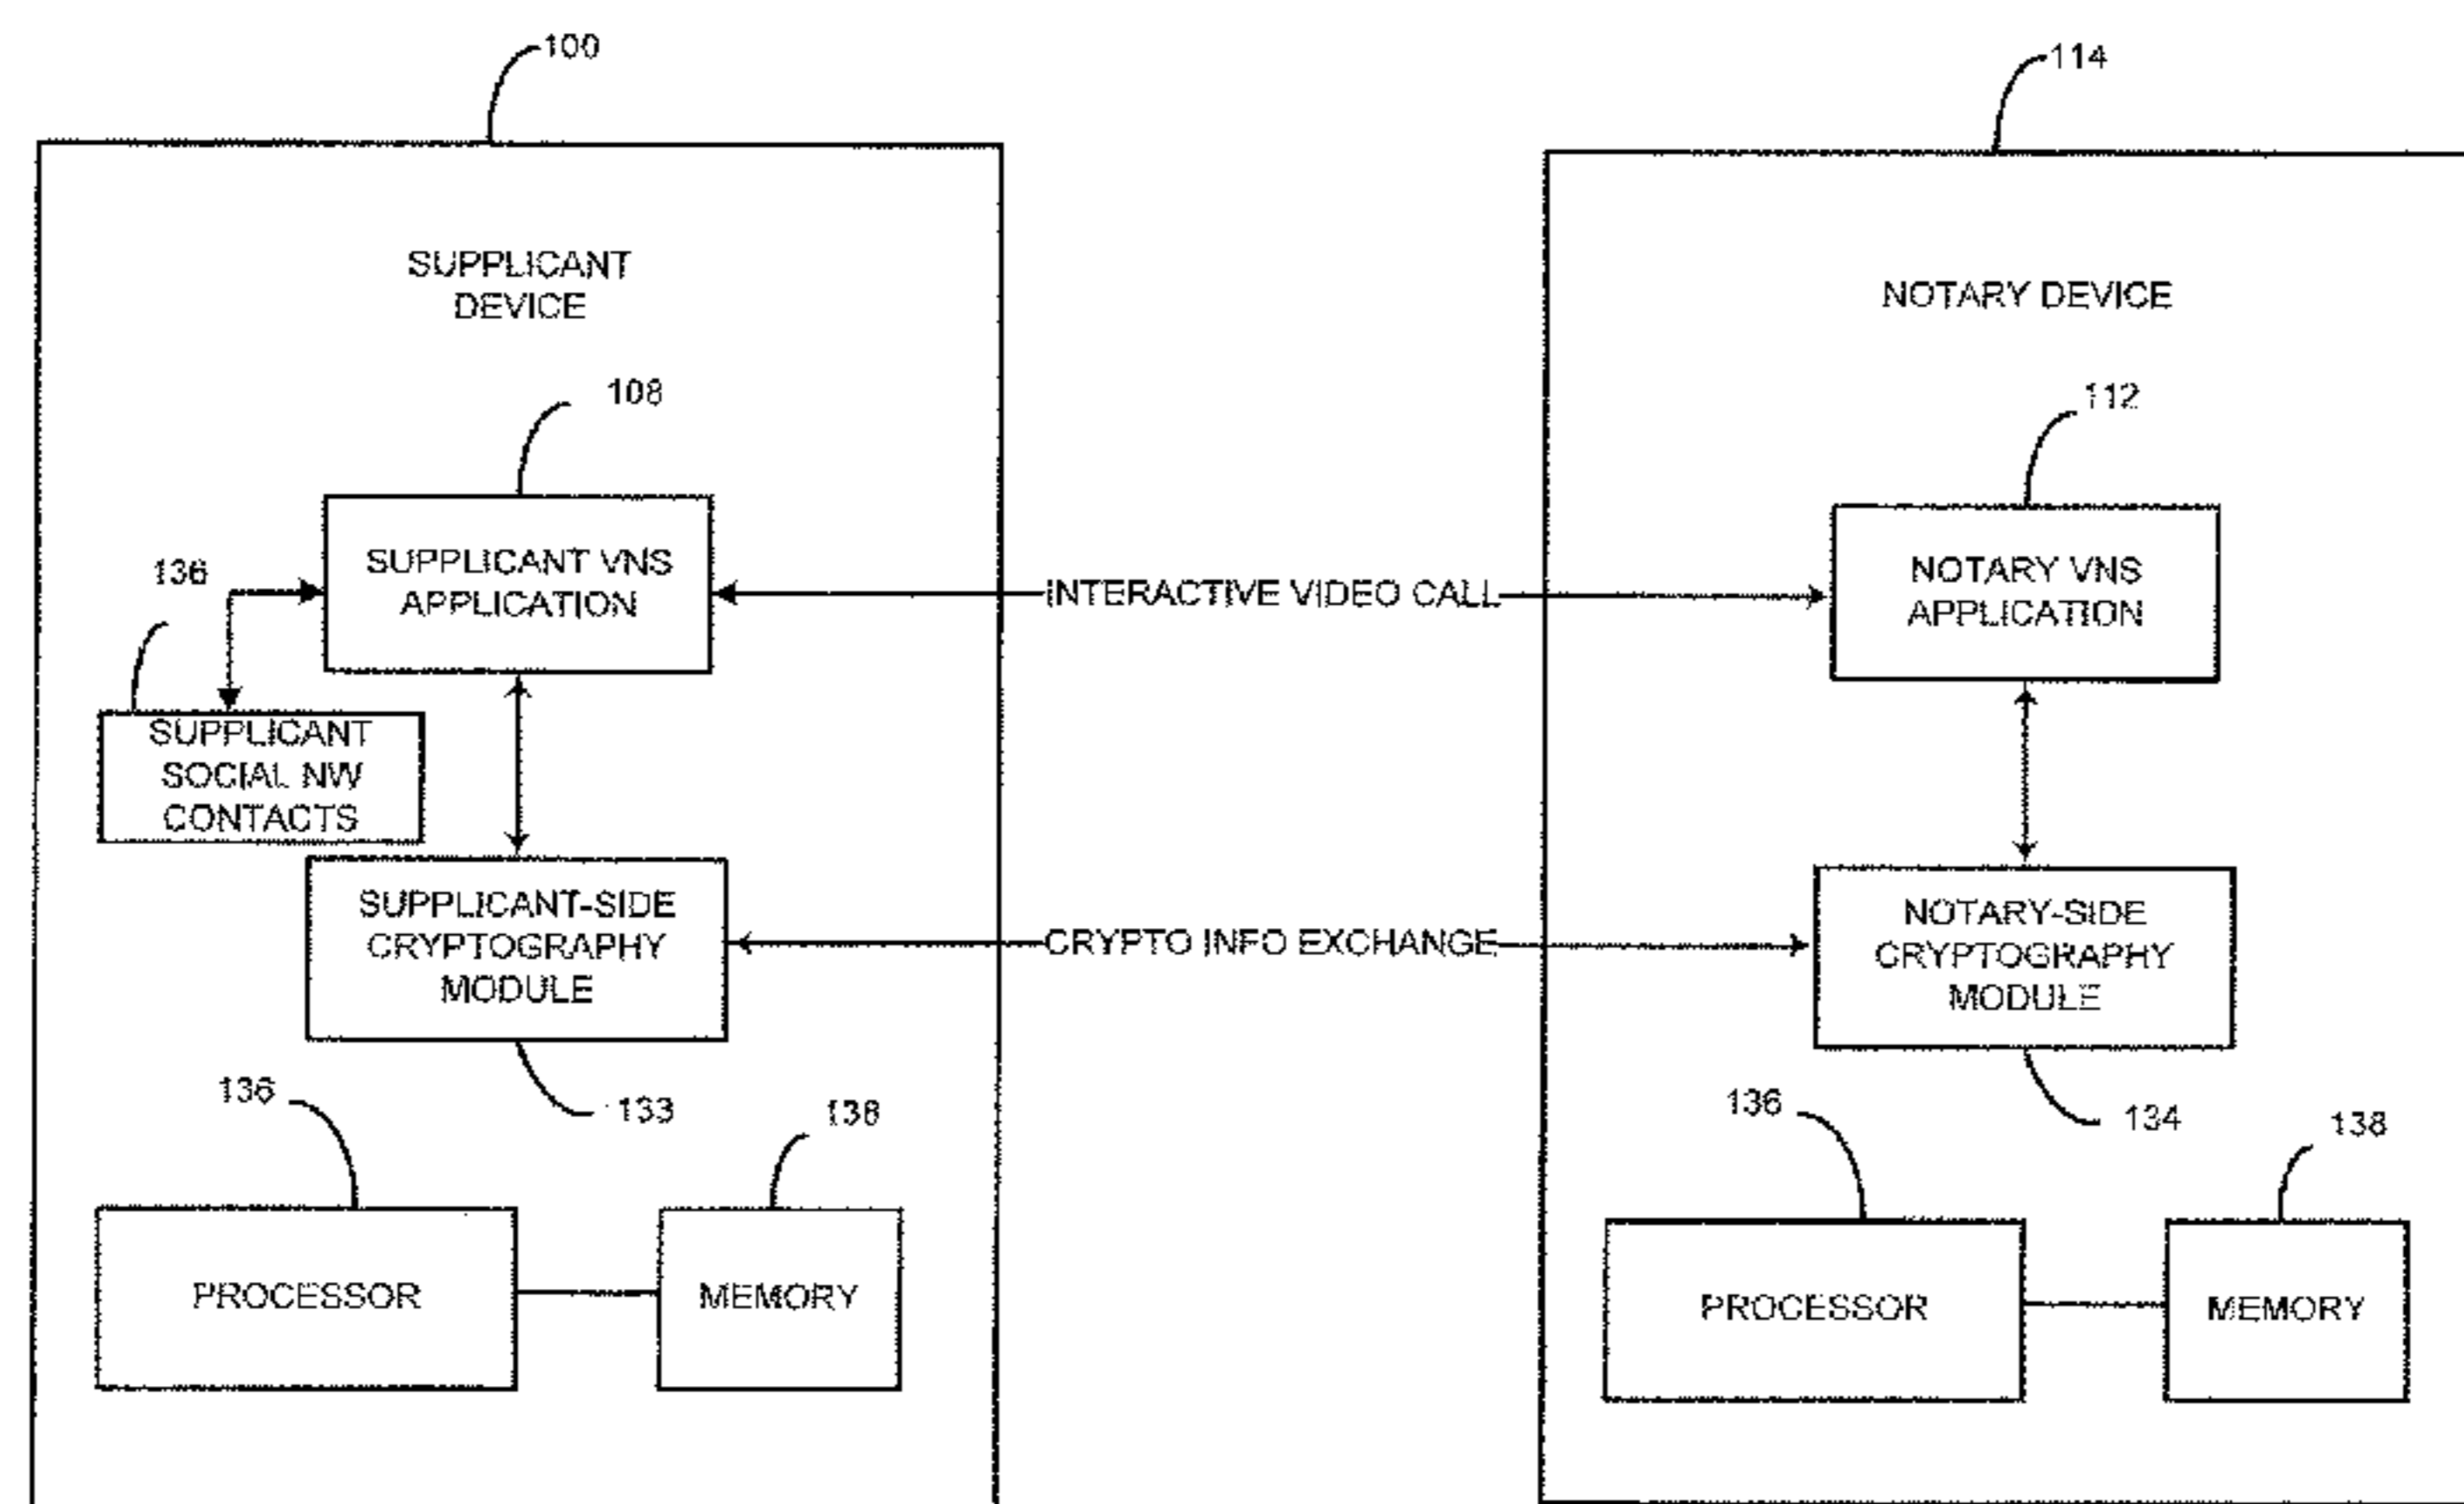 100
114
SUPPLICANT
DEVICE
NOTARY DEVICE
108
112
136
SUPPLICANT VNS
APPLICATION
INTERACTIVE VIDEO CALL
NOTARY VNS
APPLICATION
SUPPLICANT
SOCIAL NW
CONTACTS
SUPPLICANT-SIDE
CRYPTOGRAPHY
MODULE
CRYPTO INFO EXCHANGE
NOTARY-SIDE
CRYPTOGRAPHY
MODULE
136
133
138
136
134
138
PROCESSOR
MEMORY
PROCESSOR
MEMORY